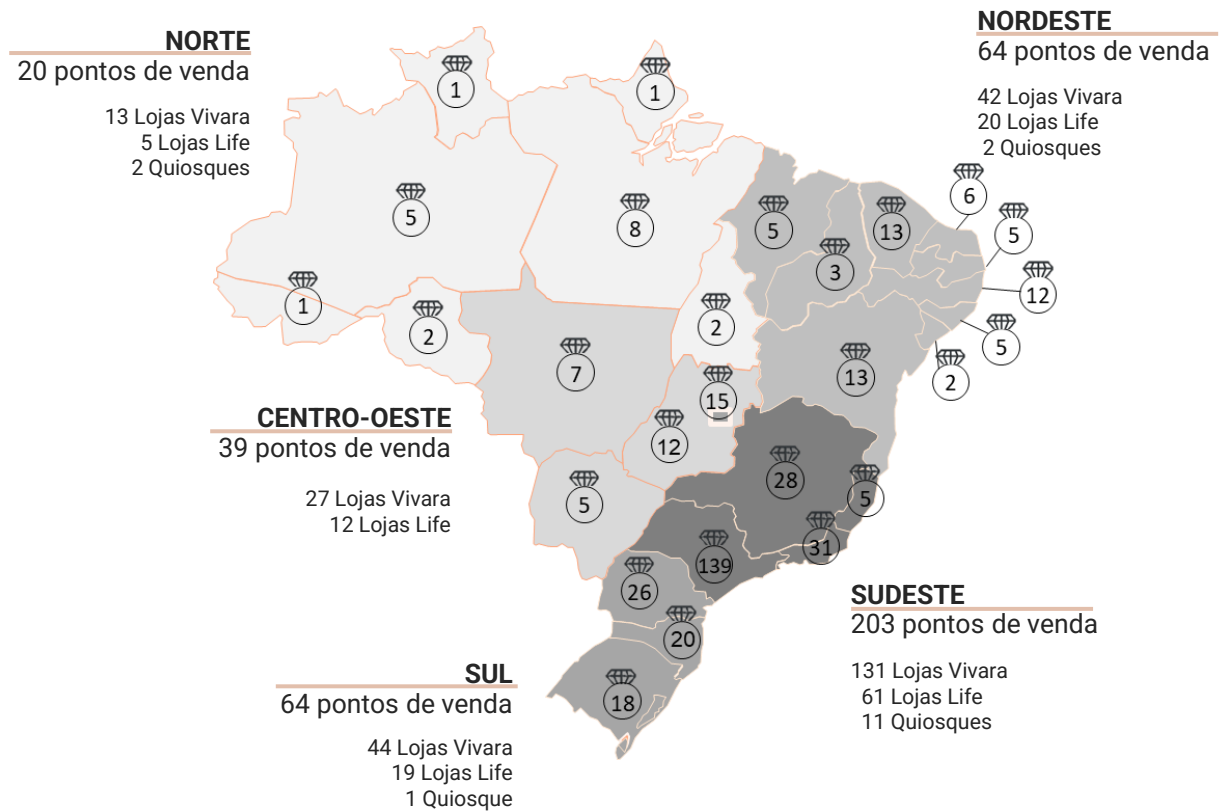 NORTE
20 pontos de venda
13 Lojas Vivara
5 Lojas Life
2 Quiosques
NORDESTE
64 pontos de venda
42 Lojas Vivara
20 Lojas Life
2 Quiosques
1
1
6
5
8
5
13
5
3
12
1
2
2
5
7
13
2
15
12
28
5
5
31
139
26
20
18
CENTRO-OESTE
39 pontos de venda
27 Lojas Vivara
12 Lojas Life
SUDESTE
203 pontos de venda
131 Lojas Vivara
61 Lojas Life
11 Quiosques
SUL
64 pontos de venda
44 Lojas Vivara
19 Lojas Life
1 Quiosque